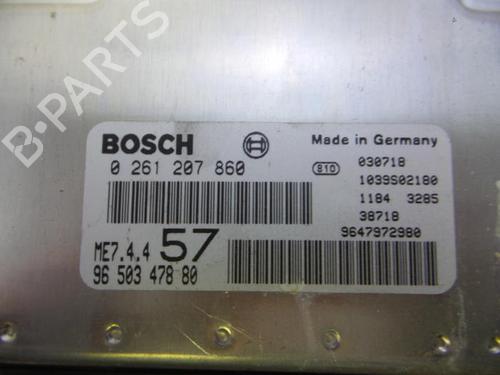 B-PARTS
BOSCH
Made in Germany
0 261 207 860
810
030718
1039S02180
1184 3285
38718
9647972980
ME7.4.4 57
96 503 478 80